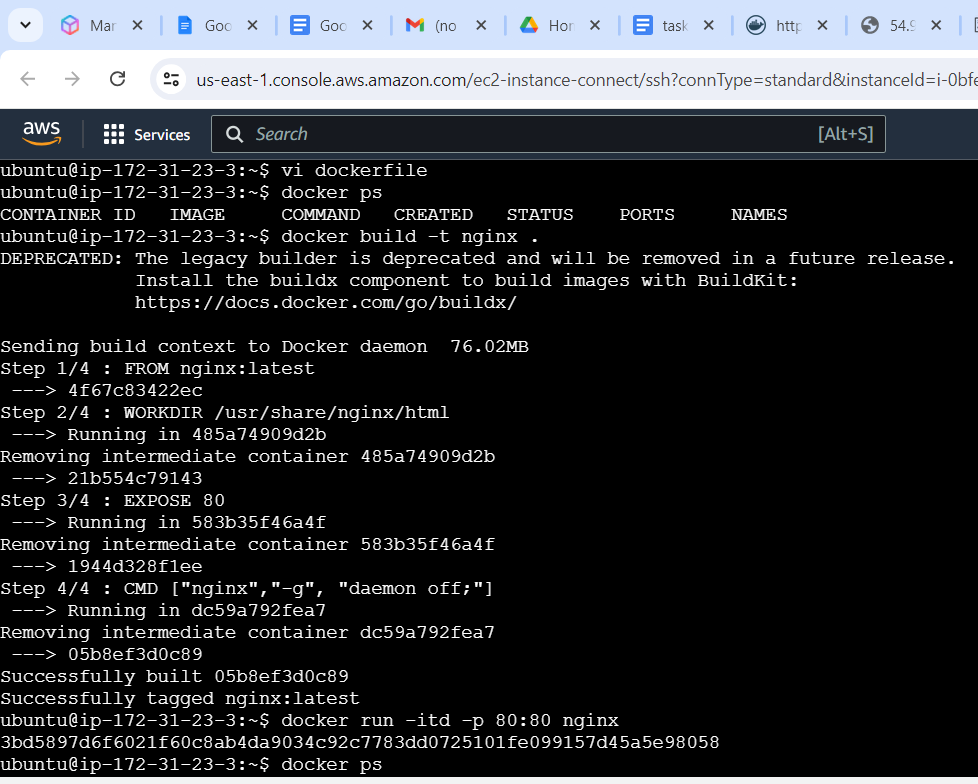 Mar
Goo
Goo
(no
Hor
task
http
54.9
us-east-1.console.aws.amazon.com/ec2-instance-connect/ssh?connType=standard&instanceId=i-0bfe
aws
Services
Search
[Alt+S]
ubuntu@ip-172-31-23-3:~$ vi dockerfile
ubuntu@ip-172-31-23-3:~$ docker ps
CONTAINER ID   IMAGE     COMMAND   CREATED   STATUS    PORTS     NAMES
ubuntu@ip-172-31-23-3:~$ docker build -t nginx .
DEPRECATED: The legacy builder is deprecated and will be removed in a future release.
            Install the buildx component to build images with BuildKit:
            https://docs.docker.com/go/buildx/
Sending build context to Docker daemon  76.02MB
Step 1/4 : FROM nginx:latest
 ---> 4f67c83422ec
Step 2/4 : WORKDIR /usr/share/nginx/html
 ---> Running in 485a74909d2b
Removing intermediate container 485a74909d2b
 ---> 21b554c79143
Step 3/4 : EXPOSE 80
 ---> Running in 583b35f46a4f
Removing intermediate container 583b35f46a4f
 ---> 1944d328f1ee
Step 4/4 : CMD ["nginx","-g", "daemon off;"]
 ---> Running in dc59a792fea7
Removing intermediate container dc59a792fea7
 ---> 05b8ef3d0c89
Successfully built 05b8ef3d0c89
Successfully tagged nginx:latest
ubuntu@ip-172-31-23-3:~$ docker run -itd -p 80:80 nginx
3bd5897d6f6021f60c8ab4da9034c92c7783dd0725101fe099157d45a5e98058
ubuntu@ip-172-31-23-3:~$ docker ps